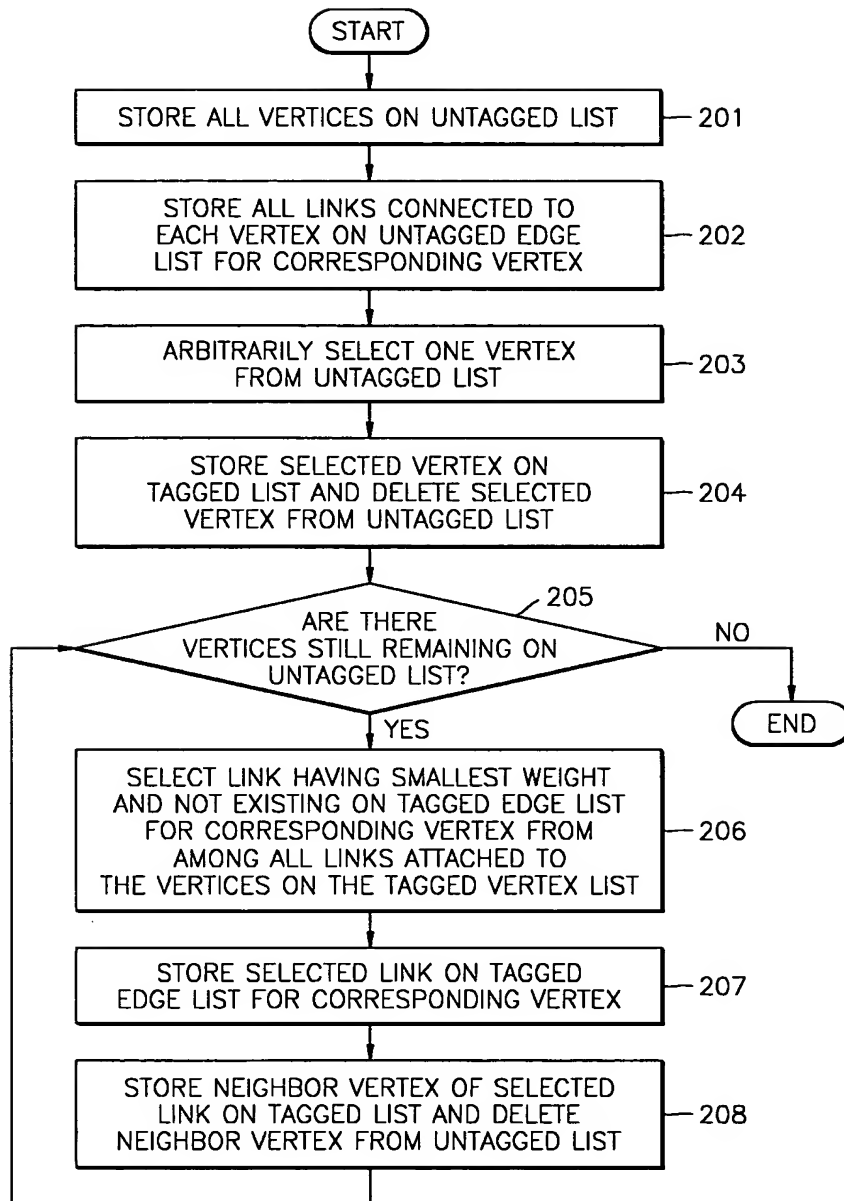 START
STORE ALL VERTICES ON UNTAGGED LIST
201
STORE ALL LINKS CONNECTED TO
EACH VERTEX ON UNTAGGED EDGE
LIST FOR CORRESPONDING VERTEX
202
ARBITRARILY SELECT ONE VERTEX
FROM UNTAGGED LIST
203
STORE SELECTED VERTEX ON
TAGGED LIST AND DELETE SELECTED
VERTEX FROM UNTAGGED LIST
204
205
ARE THERE
VERTICES STILL REMAINING ON
UNTAGGED LIST?
NO
END
YES
SELECT LINK HAVING SMALLEST WEIGHT
AND NOT EXISTING ON TAGGED EDGE LIST
FOR CORRESPONDING VERTEX FROM
AMONG ALL LINKS ATTACHED TO
THE VERTICES ON THE TAGGED VERTEX LIST
206
STORE SELECTED LINK ON TAGGED
EDGE LIST FOR CORRESPONDING VERTEX
207
STORE NEIGHBOR VERTEX OF SELECTED
LINK ON TAGGED LIST AND DELETE
NEIGHBOR VERTEX FROM UNTAGGED LIST
208